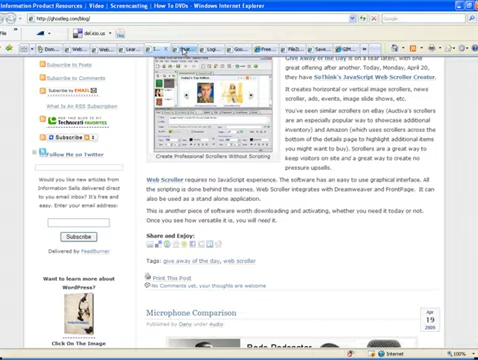 Information Products | Video | Screencasting | How To DVDs - Windows Internet Explorer
http://ghostleg.com/blog/
del.icio.us
Subscribe to Posts
Subscribe to Comments
Subscribe by EMAIL
What Is An RSS Subscription
ADD THIS BLOG TO MY
Technorati FAVORITES
Subscribe
Follow Me on Twitter
Would you like new articles from
Information Sells delivered direct
to you email inbox? It's free and
easy. Enter your email address:
Subscribe
Delivered by FeedBurner
Want to learn more about
WordPress?
Click On The Image
Create Professional Scrollers Without Scripting
Give Away of the Day is on a tear lately, with one
great offering after another. Today, Monday, April 20,
they have SoThink's JavaScript Web Scroller Creator.
It creates horizontal or vertical image scrollers, news
scroller, ads, events, image slide shows, etc.
You've seen similar scrollers on eBay (Auctiva's scrollers
are an especially popular way to showcase additional
inventory) and Amazon (which uses scrollers across the
bottom of the details page to highlight additional items
you might want to buy). Scrollers are a great way to
keep visitors on site and a great way to create no
pressure upsells.
Web Scroller requires no JavaScript experience. The software has an easy to use graphical interface. All
the scripting is done behind the scenes. Web Scroller integrates with Dreamweaver and FrontPage. It can
also be used as a stand alone application.
This is another piece of software worth downloading and activating, whether you need it today or not.
Once you see how versatile it is, you will need it.
Share and Enjoy:
Tags: give away of the day, web scroller
Print This Post
No Comments yet, your thoughts are welcome
Microphone Comparison
Published by Dany under Audio
Apr
19
2009
Internet
100%